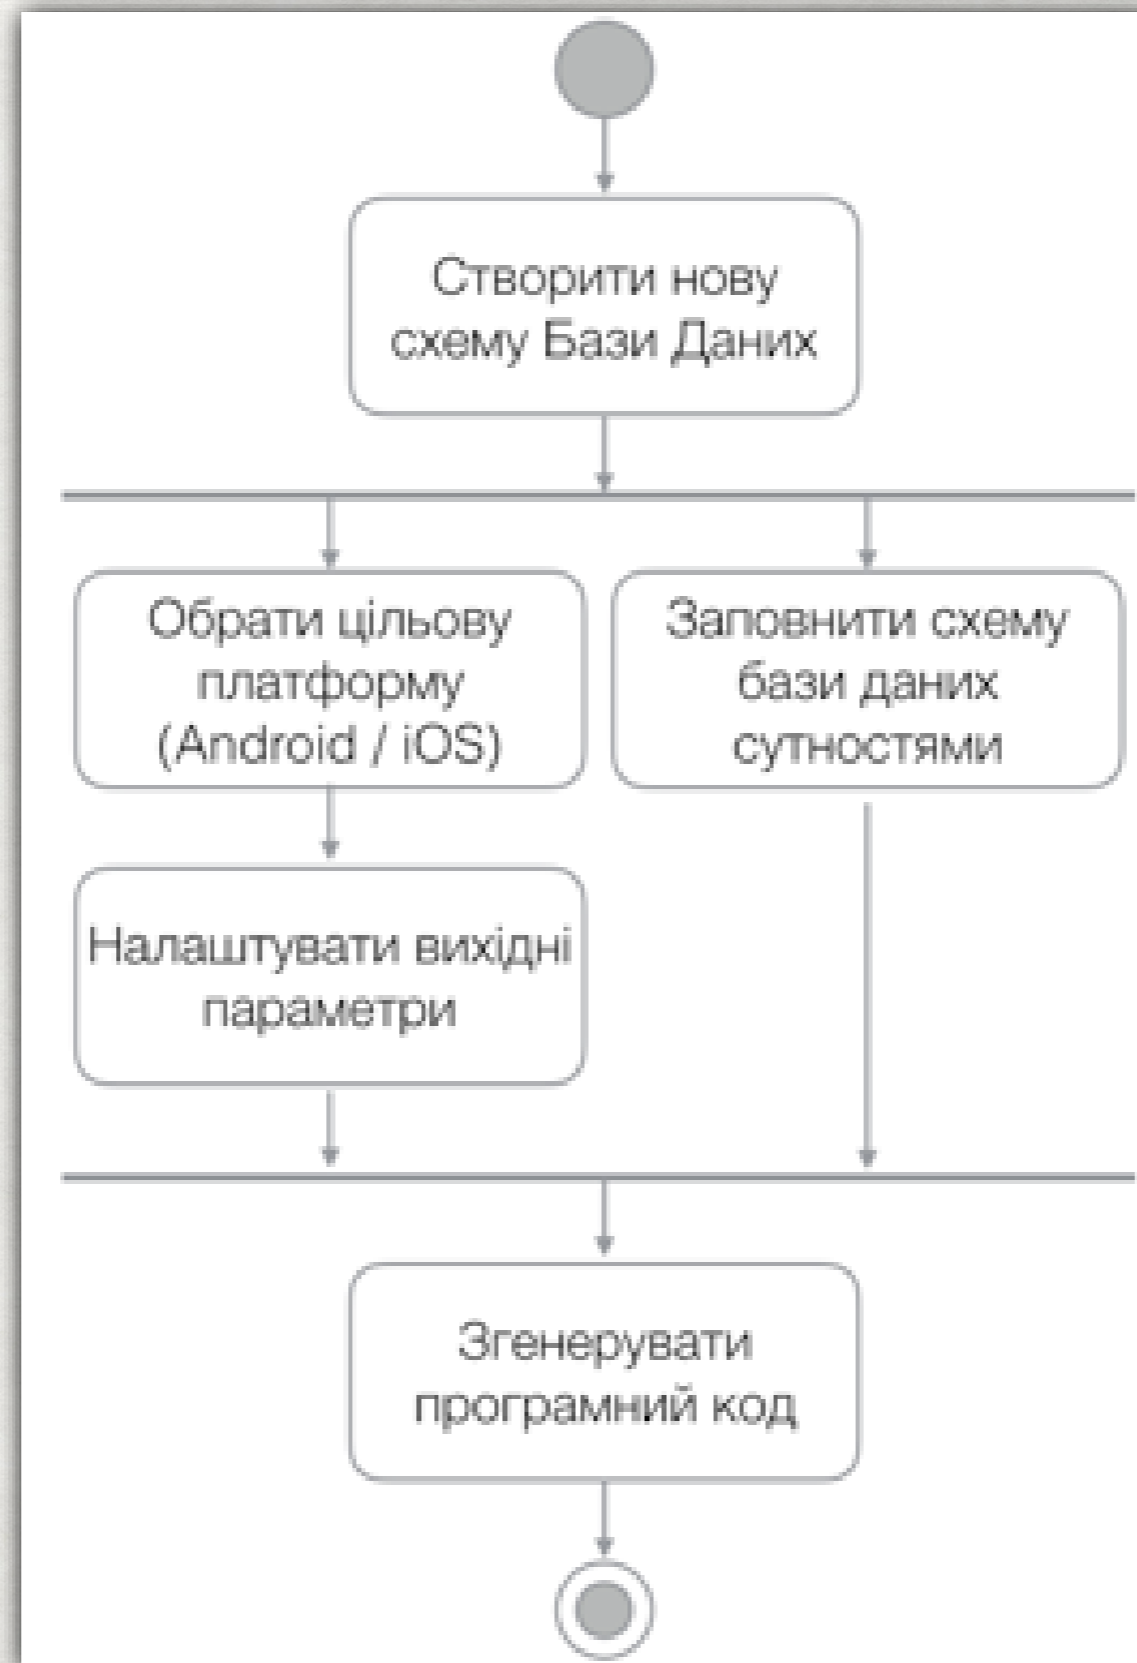 Створити нову
схему Бази Даних
Обрати цільову
платформу
(Android / iOS)
Заповнити схему
бази даних
сутностями
Налаштувати вихідні
параметри
Згенерувати
програмний код